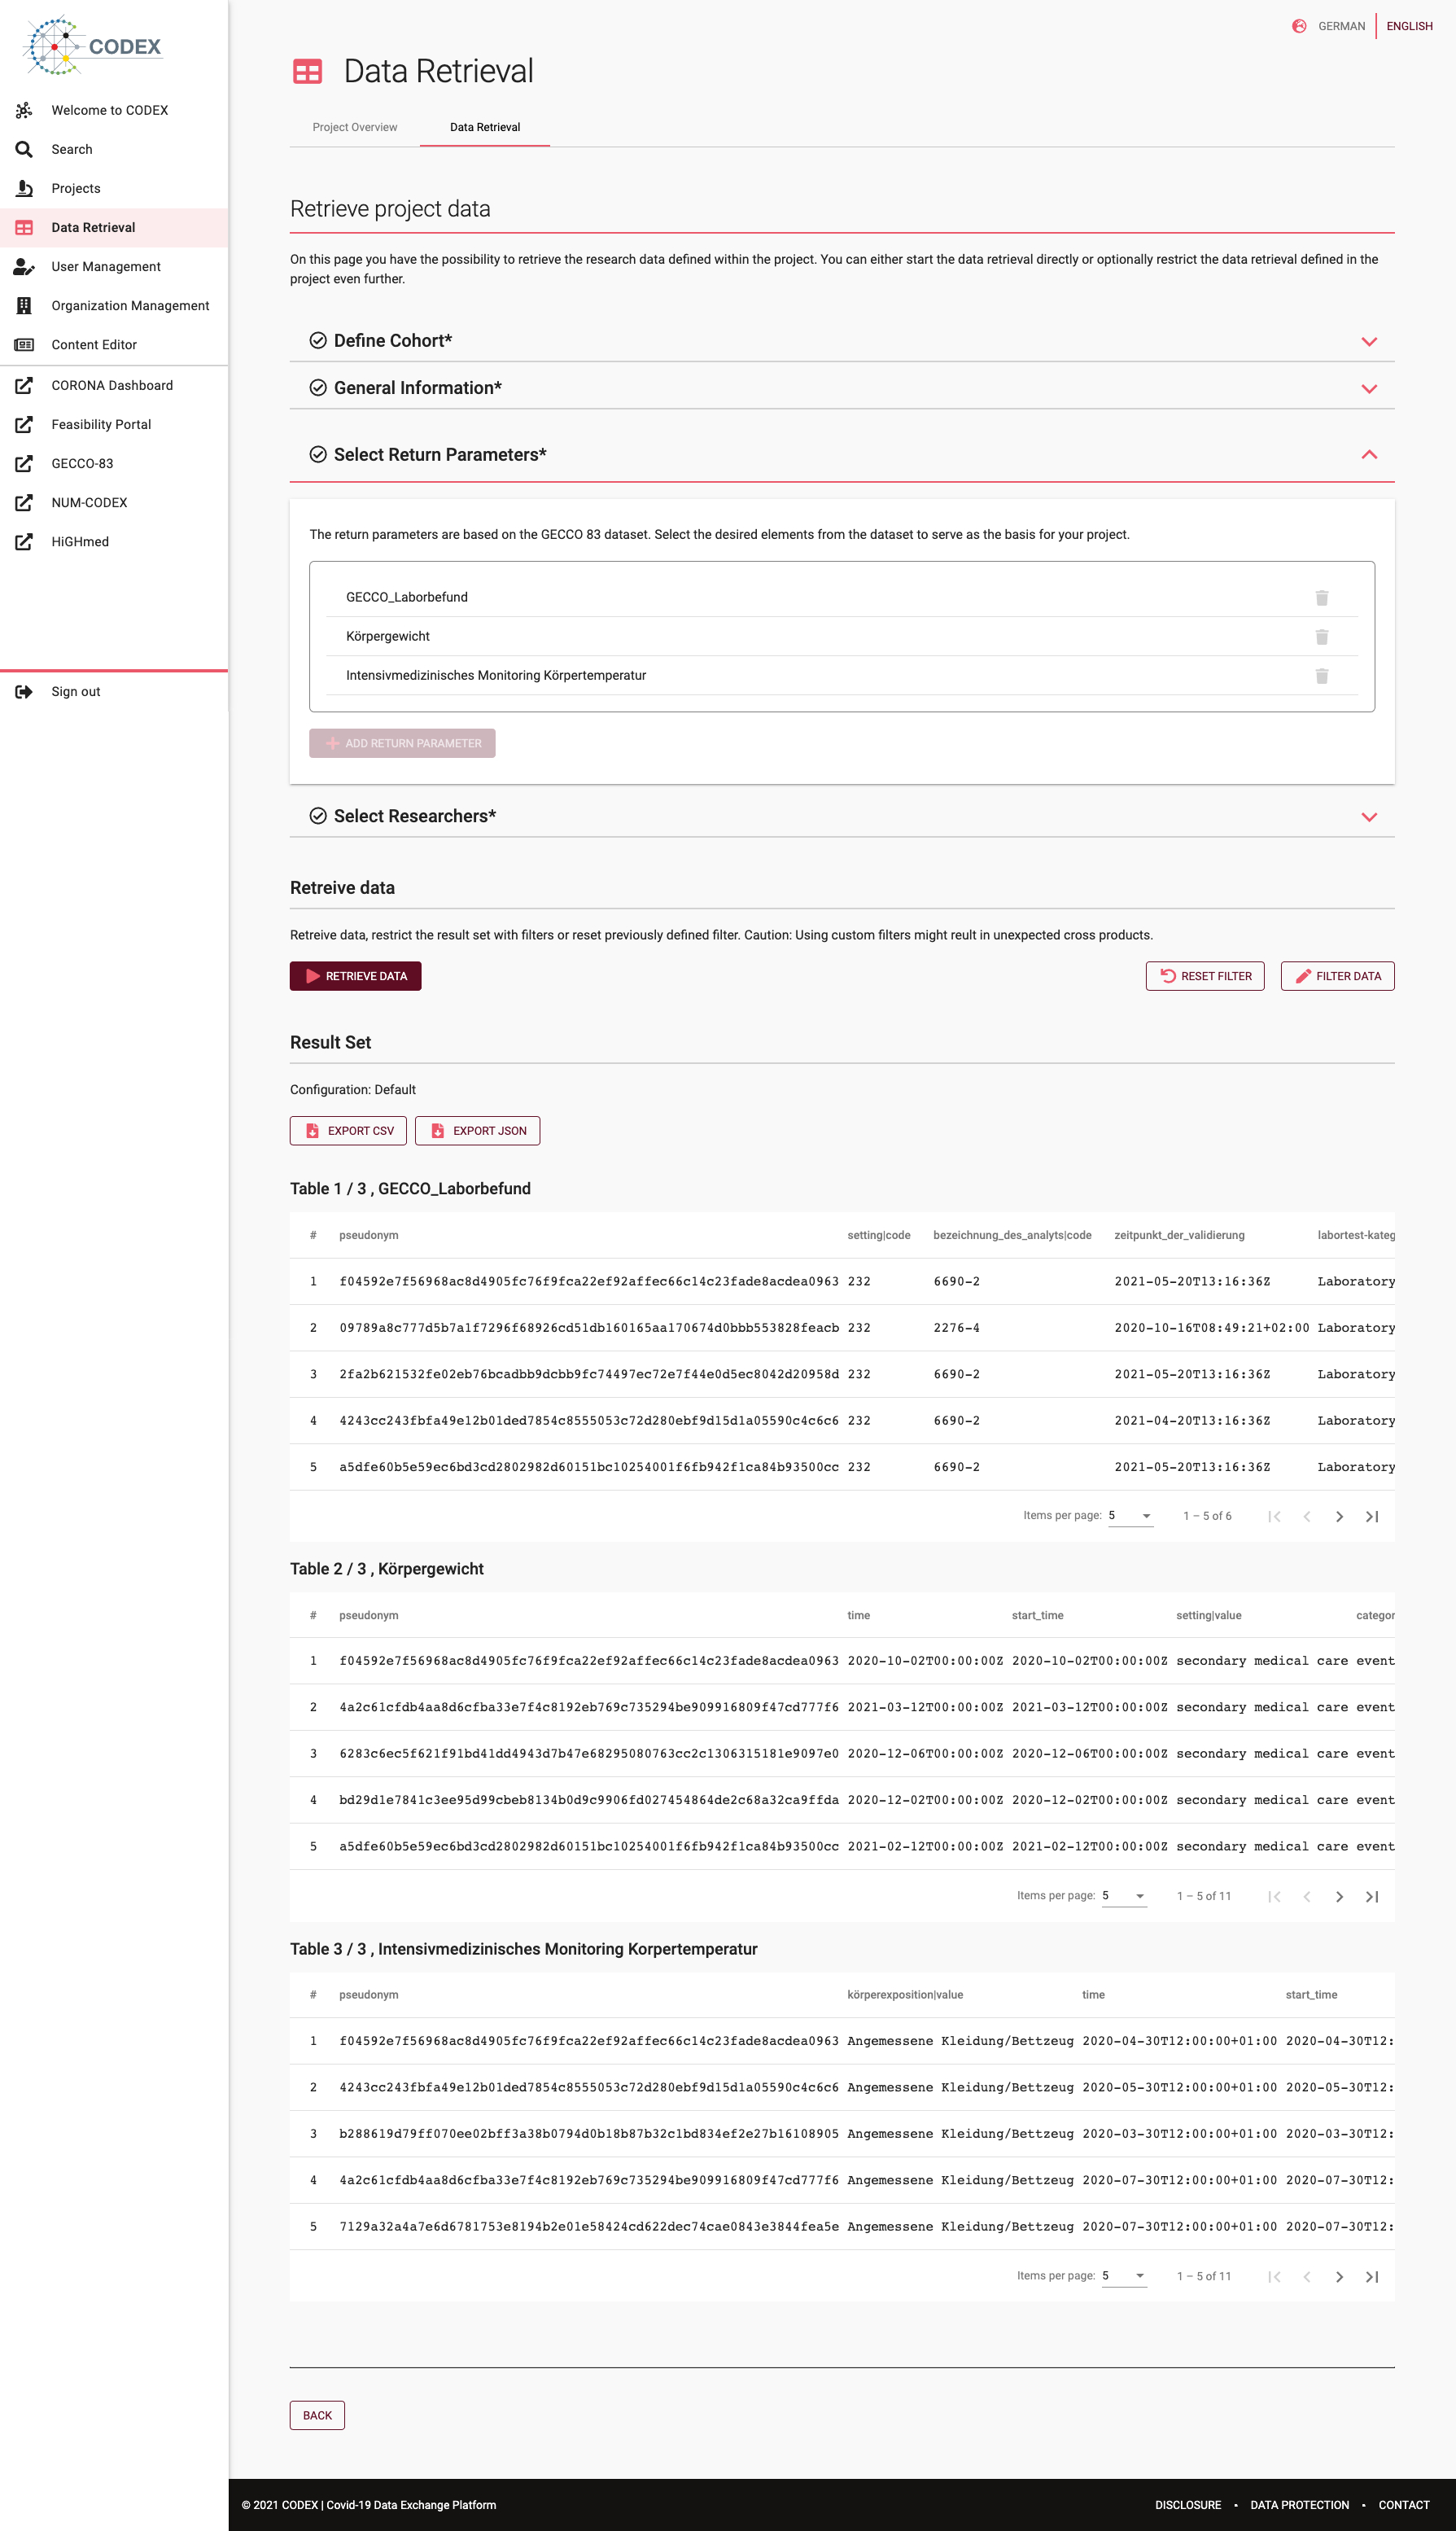 CODEX
GERMAN
ENGLISH
Data Retrieval
Welcome to CODEX
Search
Projects
Data Retrieval
User Management
Organization Management
Content Editor
CORONA Dashboard
Feasibility Portal
GECCO-83
NUM-CODEX
HiGHmed
Sign out
Project Overview
Data Retrieval
Retrieve project data
On this page you have the possibility to retrieve the research data defined within the project. You can either start the data retrieval directly or optionally restrict the data retrieval defined in the
project even further.
Define Cohort*
General Information*
Select Return Parameters*
The return parameters are based on the GECCO 83 dataset. Select the desired elements from the dataset to serve as the basis for your project.
GECCO_Laborbefund
Körpergewicht
Intensivmedizinisches Monitoring Körpertemperatur
ADD RETURN PARAMETER
Select Researchers*
Retreive data
Retreive data, restrict the result set with filters or reset previously defined filter. Caution: Using custom filters might reult in unexpected cross products.
RETRIEVE DATA
RESET FILTER
FILTER DATA
Result Set
Configuration: Default
EXPORT CSV
EXPORT JSON
Table 1 / 3 , GECCO_Laborbefund
# pseudonym setting|code bezeichnung_des_analyts|code zeitpunkt_der_validierung labortest-kateg
1 f04592e7f56968ac8d4905fc76f9fca22ef92affec66c14c23fade8acdea0963 232 6690-2 2021-05-20T13:16:36Z Laboratory
2 09789a8c777d5b7a1f7296f68926cd51db160165aa170674d0bbb553828feacb 232 2276-4 2020-10-16T08:49:21+02:00 Laboratory
3 2fa2b621532fe02eb76bcadbb9dcbb9fc74497ec72e7f44e0d5ec8042d20958d 232 6690-2 2021-05-20T13:16:36Z Laboratory
4 4243cc243fbfa49e12b01ded7854c8555053c72d280ebf9d15d1a05590c4c6c6 232 6690-2 2021-04-20T13:16:36Z Laboratory
5 a5dfe60b5e59ec6bd3cd2802982d60151bc10254001f6fb942f1ca84b93500cc 232 6690-2 2021-05-20T13:16:36Z Laboratory
Items per page: 5 1 – 5 of 6
Table 2 / 3 , Körpergewicht
# pseudonym time start_time setting|value categor
1 f04592e7f56968ac8d4905fc76f9fca22ef92affec66c14c23fade8acdea0963 2020-10-02T00:00:00Z 2020-10-02T00:00:00Z secondary medical care event
2 4a2c61cfdb4aa8d6cfba33e7f4c8192eb769c735294be909916809f47cd777f6 2021-03-12T00:00:00Z 2021-03-12T00:00:00Z secondary medical care event
3 6283c6ec5f621f91bd41dd4943d7b47e68295080763cc2c1306315181e9097e0 2020-12-06T00:00:00Z 2020-12-06T00:00:00Z secondary medical care event
4 bd29d1e7841c3ee95d99cbeb8134b0d9c9906fd027454864de2c68a32ca9ffda 2020-12-02T00:00:00Z 2020-12-02T00:00:00Z secondary medical care event
5 a5dfe60b5e59ec6bd3cd2802982d60151bc10254001f6fb942f1ca84b93500cc 2021-02-12T00:00:00Z 2021-02-12T00:00:00Z secondary medical care event
Items per page: 5 1 – 5 of 11
Table 3 / 3 , Intensivmedizinisches Monitoring Korpertemperatur
# pseudonym körperexposition|value time start_time
1 f04592e7f56968ac8d4905fc76f9fca22ef92affec66c14c23fade8acdea0963 Angemessene Kleidung/Bettzeug 2020-04-30T12:00:00+01:00 2020-04-30T12:
2 4243cc243fbfa49e12b01ded7854c8555053c72d280ebf9d15d1a05590c4c6c6 Angemessene Kleidung/Bettzeug 2020-05-30T12:00:00+01:00 2020-05-30T12:
3 b288619d79ff070ee02bff3a38b0794d0b18b87b32c1bd834ef2e27b16108905 Angemessene Kleidung/Bettzeug 2020-03-30T12:00:00+01:00 2020-03-30T12:
4 4a2c61cfdb4aa8d6cfba33e7f4c8192eb769c735294be909916809f47cd777f6 Angemessene Kleidung/Bettzeug 2020-07-30T12:00:00+01:00 2020-07-30T12:
5 7129a32a4a7e6d6781753e8194b2e01e58424cd622dec74cae0843e3844fea5e Angemessene Kleidung/Bettzeug 2020-07-30T12:00:00+01:00 2020-07-30T12:
Items per page: 5 1 – 5 of 11
BACK
© 2021 CODEX | Covid-19 Data Exchange Platform
DISCLOSURE • DATA PROTECTION • CONTACT